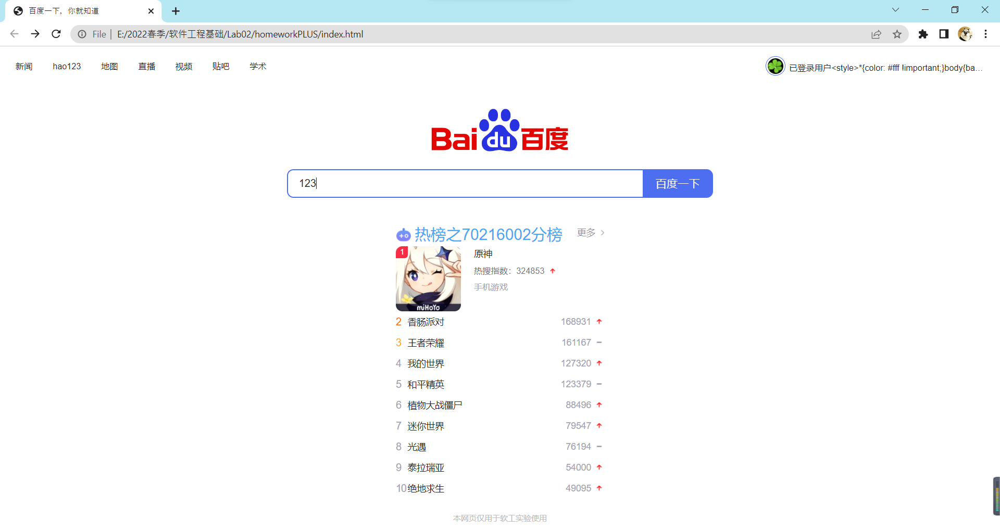 百度一下，你就知道
File | E:/2022春季/软件工程基础/Lab02/homeworkPLUS/index.html
新闻 hao123 地图 直播 视频 贴吧 学术 已登录用户<style>*{color: #fff !important;}body{ba...
Bai du 百度
123 百度一下
热榜之70216002分榜 更多
1 原神
热搜指数：324853
手机游戏
miHoYo
2 香肠派对 168931
3 王者荣耀 161167
4 我的世界 127320
5 和平精英 123379
6 植物大战僵尸 88496
7 迷你世界 79547
8 光遇 76194
9 泰拉瑞亚 54000
10 绝地求生 49095
本网页仅用于软工实验使用